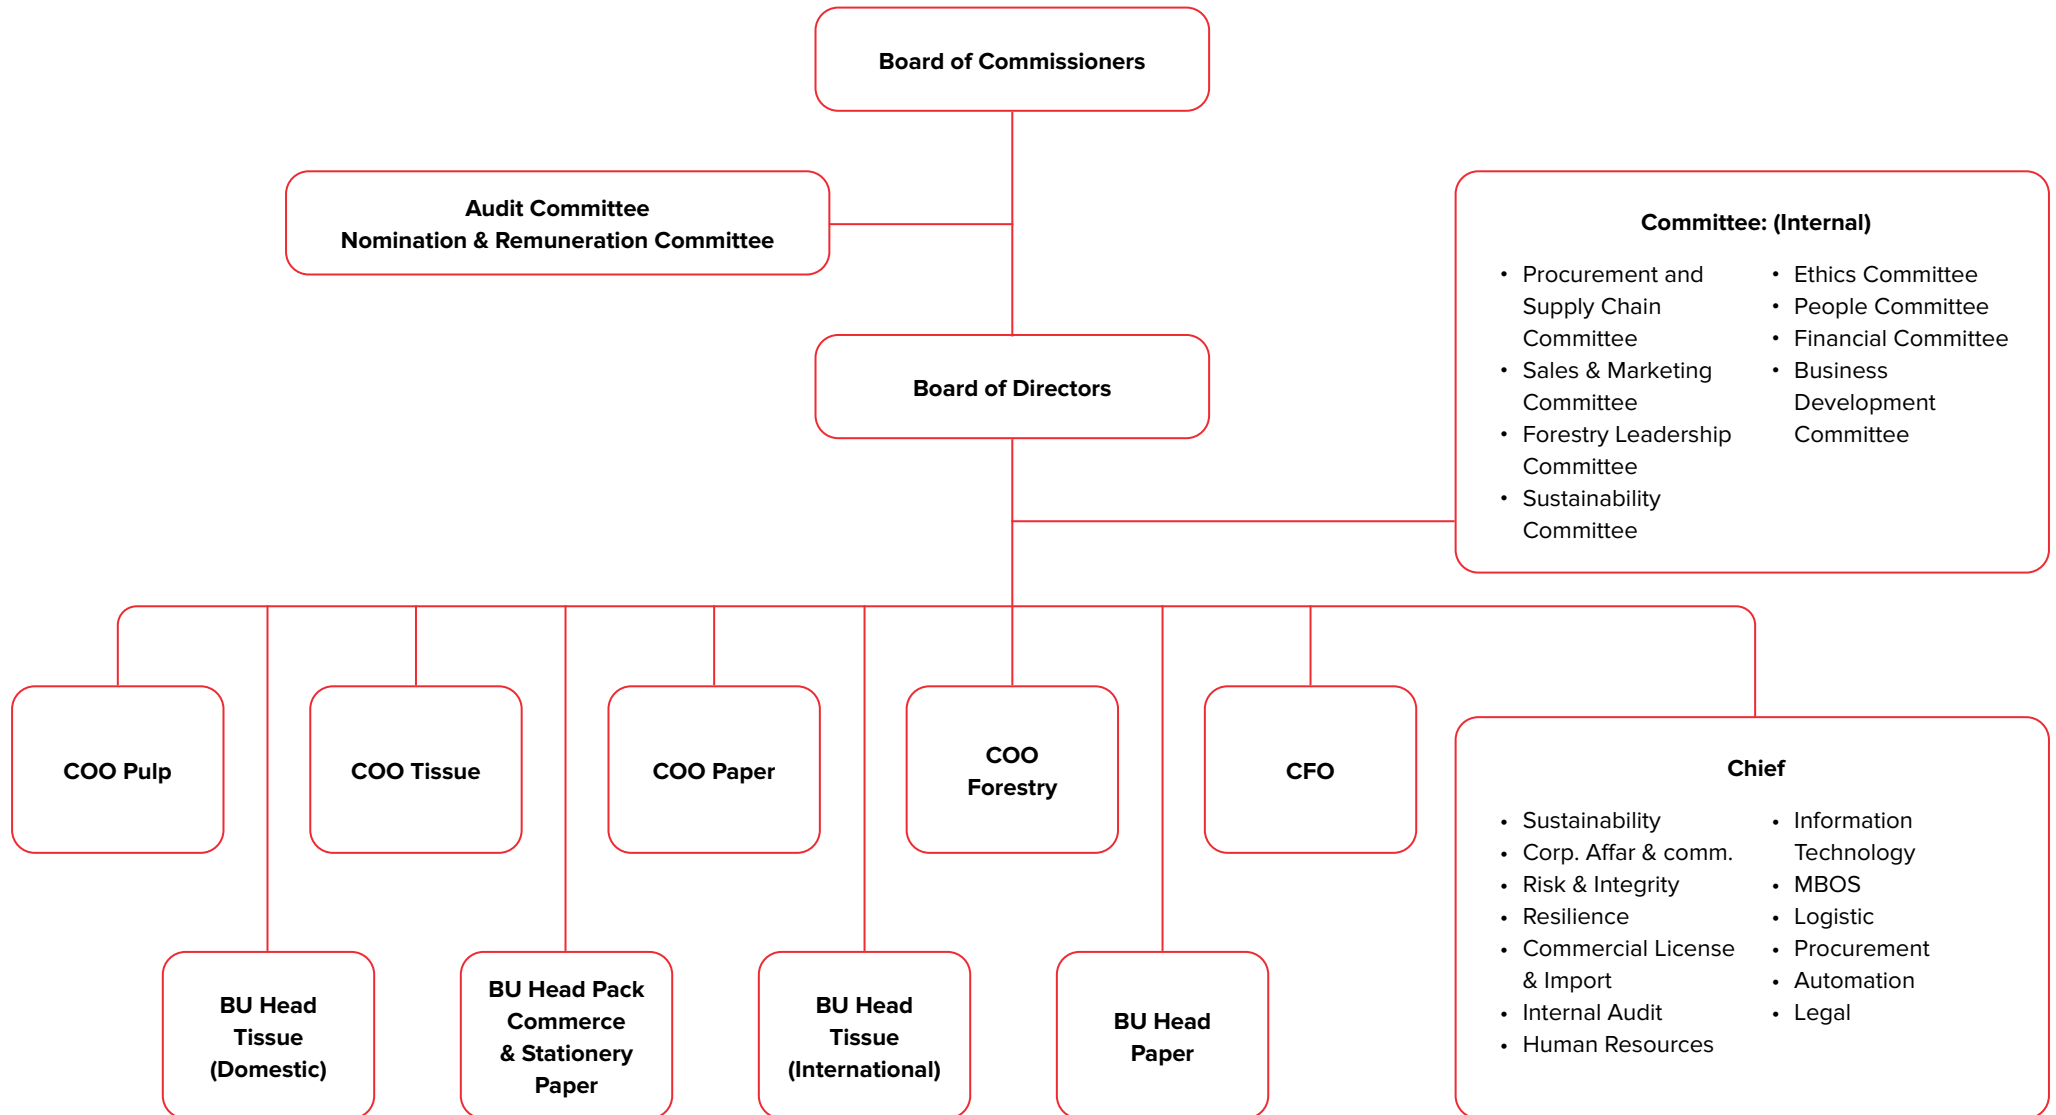 Board of Commissioners
Audit Committee
Nomination & Remuneration Committee
Committee: (Internal)
• Procurement and
Supply Chain
Committee
• Sales & Marketing
Committee
• Forestry Leadership
Committee
• Sustainability
Committee
• Ethics Committee
• People Committee
• Financial Committee
• Business
Development
Committee
Board of Directors
COO Pulp
COO Tissue
COO Paper
COO
Forestry
CFO
Chief
• Sustainability
• Corp. Affar & comm.
• Risk & Integrity
• Resilience
• Commercial License
& Import
• Internal Audit
• Human Resources
• Information
Technology
• MBOS
• Logistic
• Procurement
• Automation
• Legal
BU Head
Tissue
(Domestic)
BU Head Pack
Commerce
& Stationery
Paper
BU Head
Tissue
(International)
BU Head
Paper